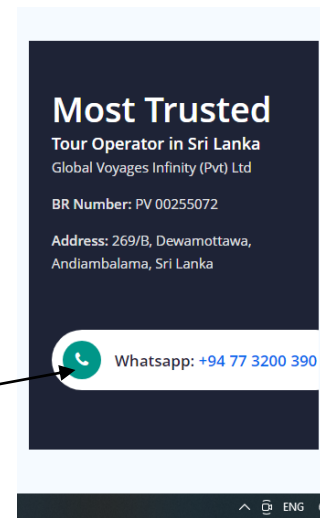 Most Trusted
Tour Operator in Sri Lanka
Global Voyages Infinity (Pvt) Ltd
BR Number: PV 00255072
Address: 269/B, Dewamottawa,
Andiambalama, Sri Lanka
Whatsapp: +94 77 3200 390
ENG